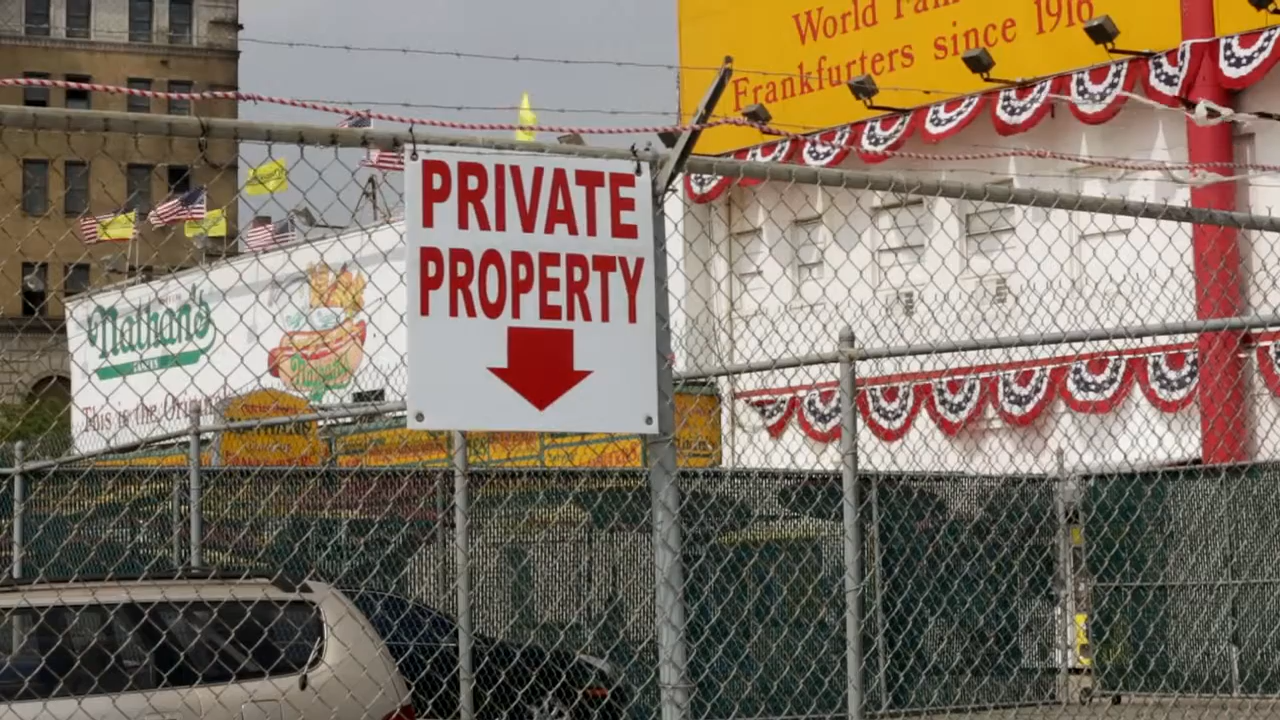 World Fam
Frankfurters since 1916
PRIVATE
PROPERTY
Nathan's
This is the Original